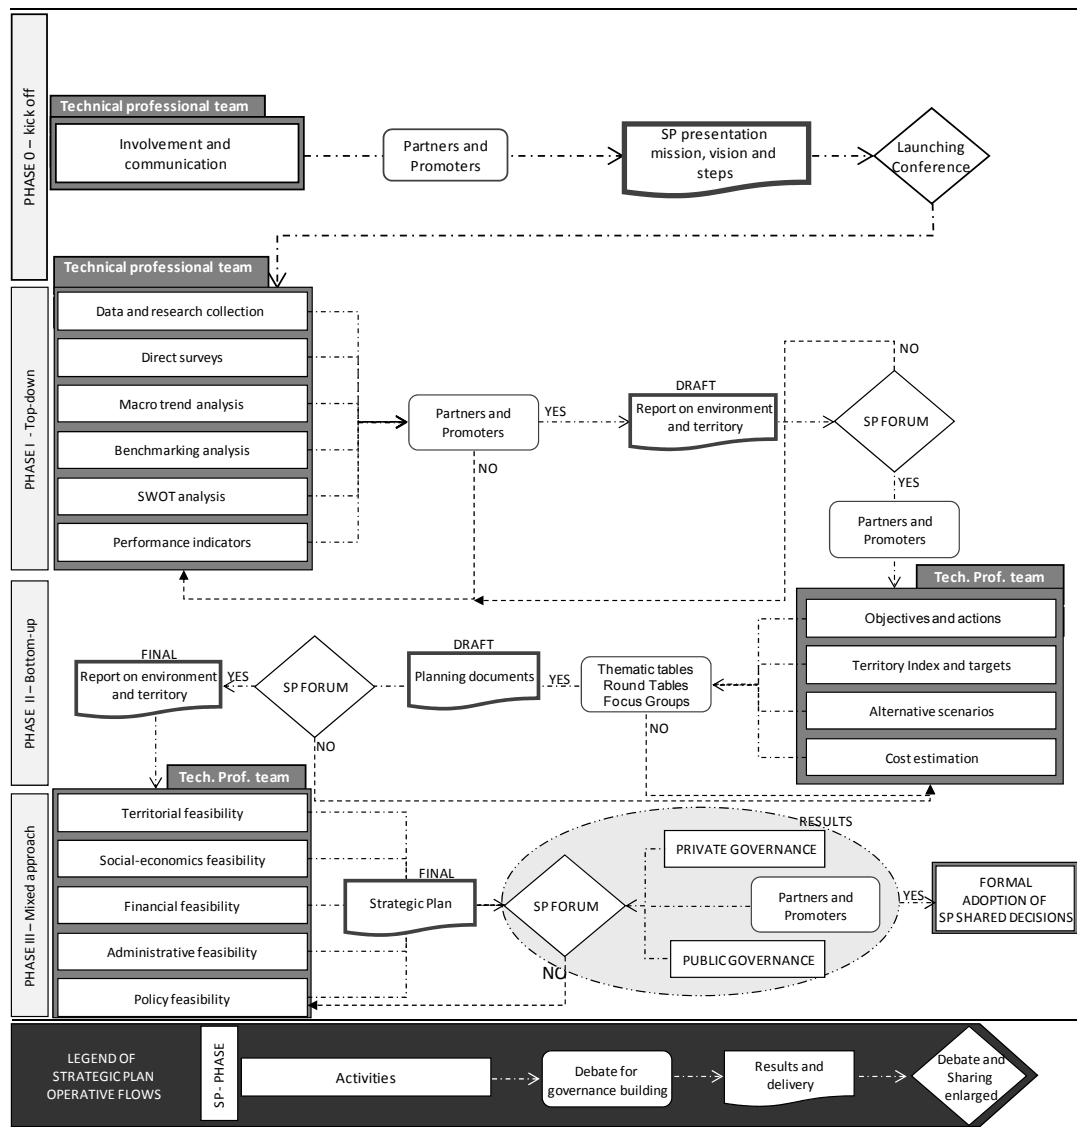 PHASE 0 – kick off
Technical professional team
Involvement and
communication
Partners and
Promoters
SP presentation
mission, vision and
steps
Launching
Conference
PHASE I - Top-down
Technical professional team
Data and research collection
Direct surveys
Macro trend analysis
Benchmarking analysis
SWOT analysis
Performance indicators
Partners and
Promoters
YES
NO
DRAFT
Report on environment
and territory
NO
SP FORUM
YES
Partners and
Promoters
PHASE II – Bottom-up
Tech. Prof. team
Objectives and actions
Territory Index and targets
Alternative scenarios
Cost estimation
Thematic tables
Round Tables
Focus Groups
YES
NO
DRAFT
Planning documents
SP FORUM
YES
NO
FINAL
Report on environment
and territory
PHASE III – Mixed approach
Tech. Prof. team
Territorial feasibility
Social-economics feasibility
Financial feasibility
Administrative feasibility
Policy feasibility
FINAL
Strategic Plan
SP FORUM
NO
RESULTS
PRIVATE GOVERNANCE
Partners and
Promoters
PUBLIC GOVERNANCE
YES
FORMAL
ADOPTION OF
SP SHARED DECISIONS
LEGEND OF
STRATEGIC PLAN
OPERATIVE FLOWS
SP - PHASE
Activities
Debate for
governance building
Results and
delivery
Debate and
Sharing
enlarged